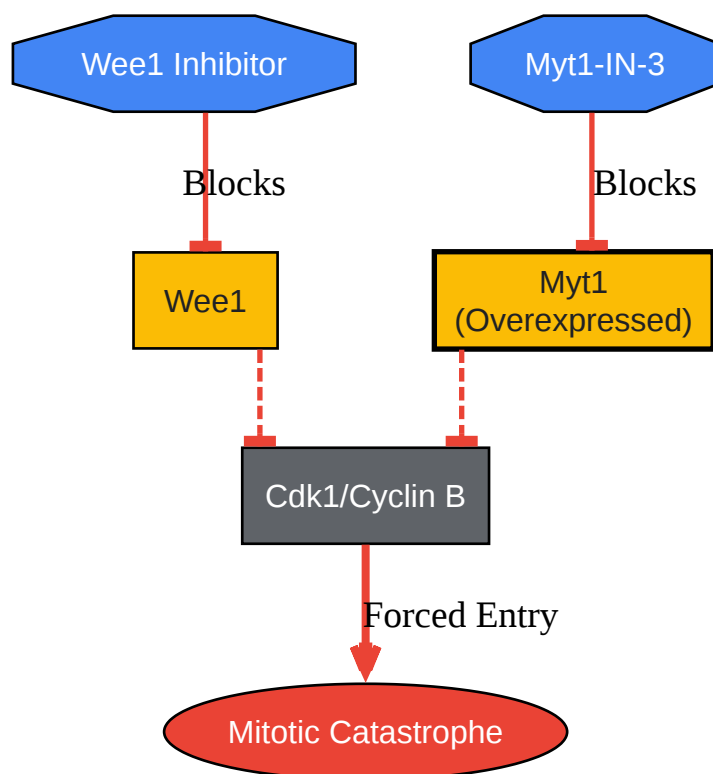 Wee1 Inhibitor
Myt1-IN-3
Blocks
Blocks
Wee1
Myt1
(Overexpressed)
Cdk1/Cyclin B
Forced Entry
Mitotic Catastrophe